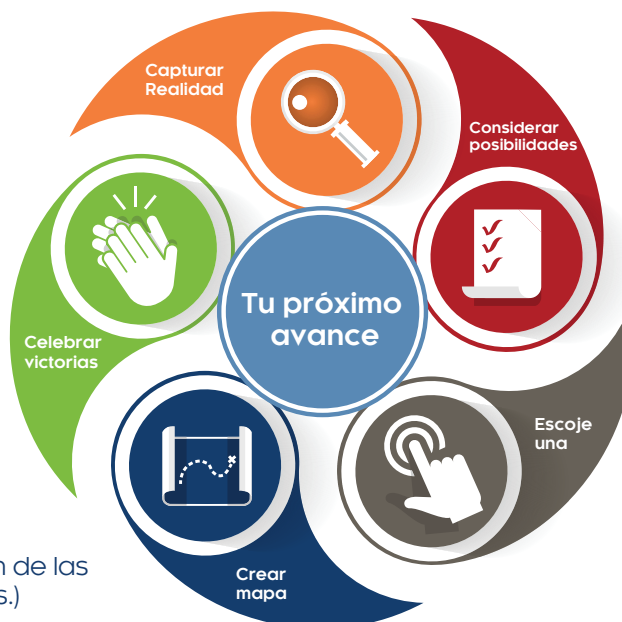 Capturar
Realidad
Considerar
posibilidades
Tu próximo
avance
Celebrar
victorias
Escoje
una
Crear
mapa
de las